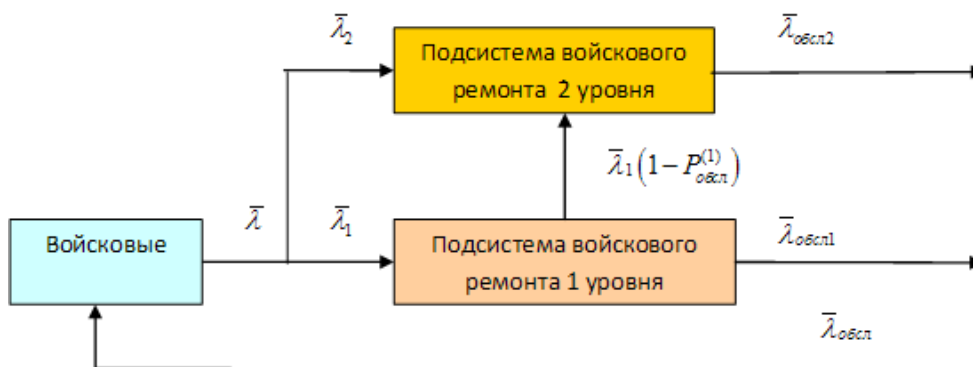 λ̄₂
Подсистема войскового
ремонта 2 уровня
λ̄обсл2
λ̄₁(1 − P⁽¹⁾обсл)
Войсковые
λ̄
λ̄₁
Подсистема войскового
ремонта 1 уровня
λ̄обсл1
λ̄обсл